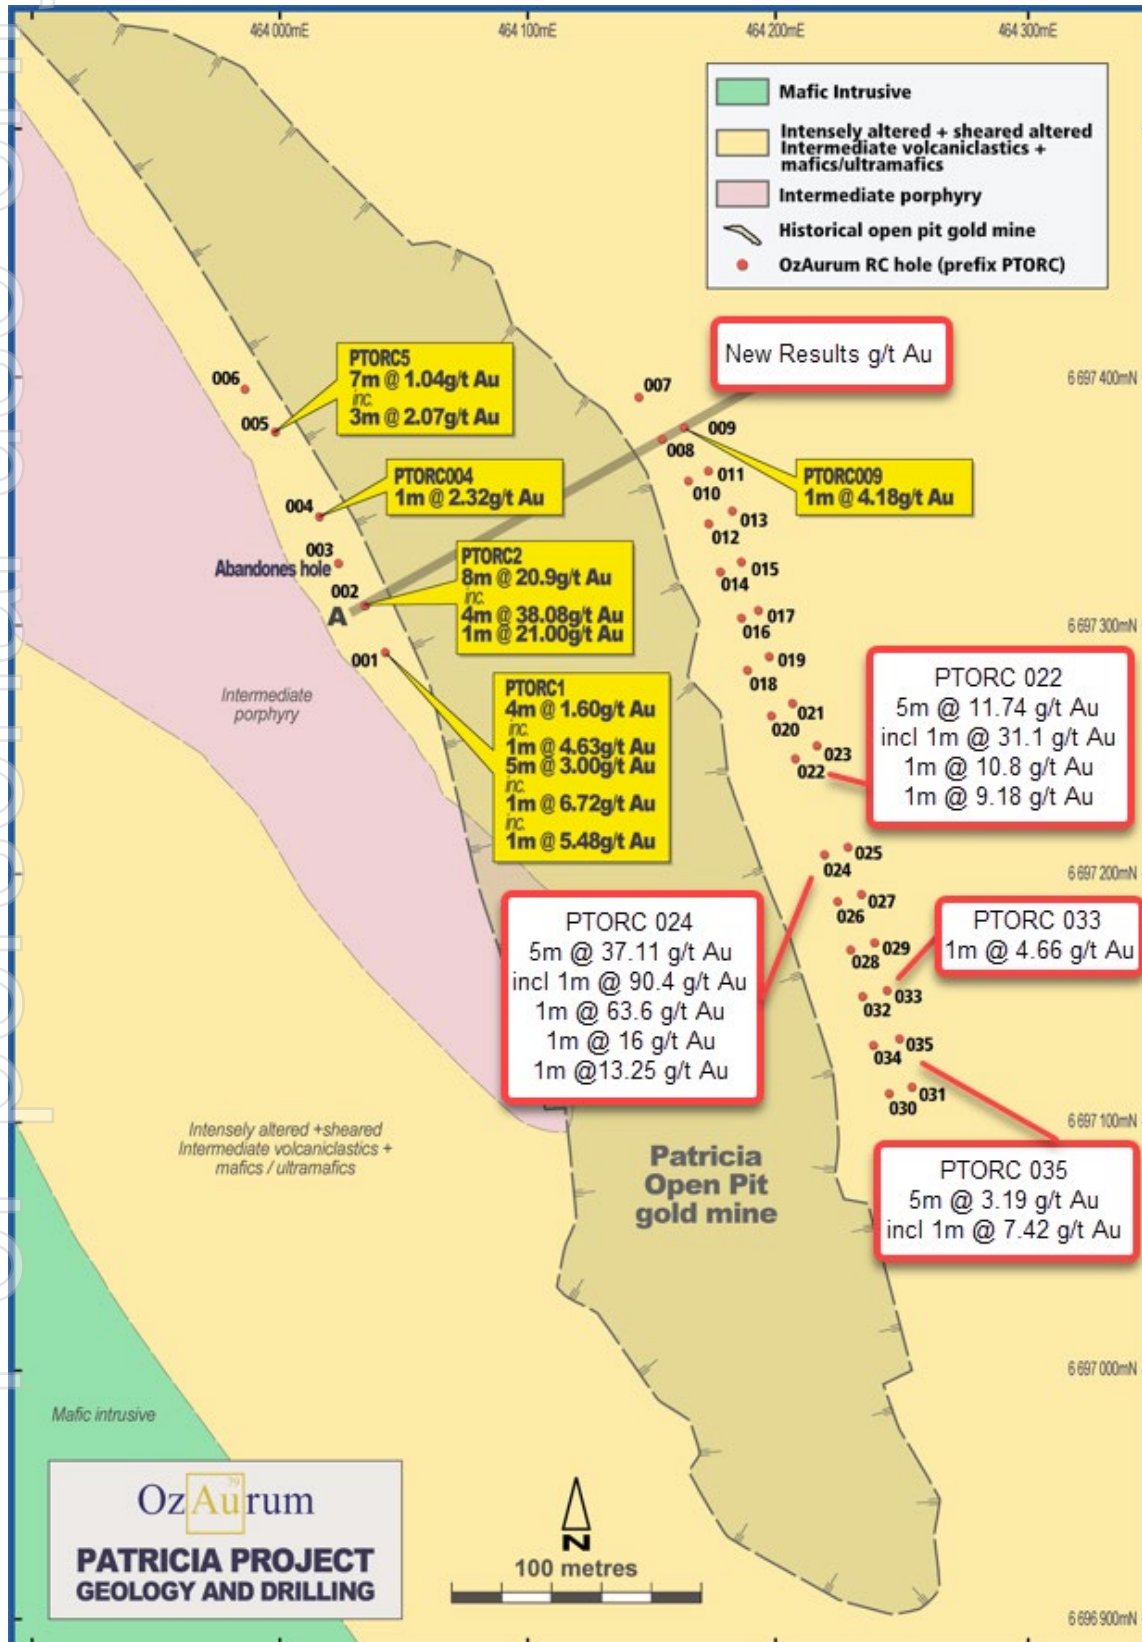 464 000mE
464 100mE
464 200mE
464 300mE
Mafic Intrusive
Intensely altered + sheared altered
Intermediate volcaniclastics +
mafics/ultramafics
Intermediate porphyry
Historical open pit gold mine
OzAurum RC hole (prefix PTORC)
New Results g/t Au
6 697 400mN
006
005
PTORC5
7m @ 1.04g/t Au
inc.
3m @ 2.07g/t Au
007
008
009
PTORC009
1m @ 4.18g/t Au
004
PTORC004
1m @ 2.32g/t Au
011
010
013
012
003
Abandones hole
002
A
PTORC2
8m @ 20.9g/t Au
inc.
4m @ 38.08g/t Au
1m @ 21.00g/t Au
015
014
017
016
6 697 300mN
001
PTORC1
4m @ 1.60g/t Au
inc.
1m @ 4.63g/t Au
5m @ 3.00g/t Au
inc.
1m @ 6.72g/t Au
inc.
1m @ 5.48g/t Au
019
018
021
020
023
022
PTORC 022
5m @ 11.74 g/t Au
incl 1m @ 31.1 g/t Au
1m @ 10.8 g/t Au
1m @ 9.18 g/t Au
Intermediate
porphyry
025
024
6 697 200mN
027
026
029
028
PTORC 024
5m @ 37.11 g/t Au
incl 1m @ 90.4 g/t Au
1m @ 63.6 g/t Au
1m @ 16 g/t Au
1m @13.25 g/t Au
PTORC 033
1m @ 4.66 g/t Au
033
032
035
034
031
030
6 697 100mN
Intensely altered +sheared
Intermediate volcaniclastics +
mafics / ultramafics
Patricia
Open Pit
gold mine
PTORC 035
5m @ 3.19 g/t Au
incl 1m @ 7.42 g/t Au
6 697 000mN
Mafic intrusive
79
OzAurum
PATRICIA PROJECT
GEOLOGY AND DRILLING
N
100 metres
6 696 900mN